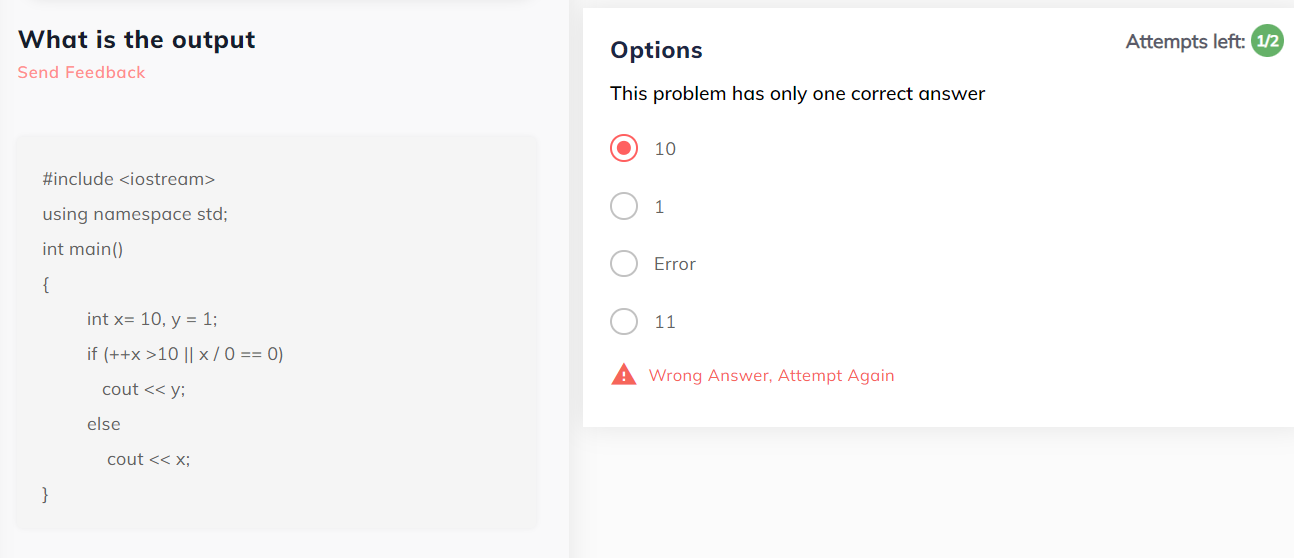 What is the output
Send Feedback
#include <iostream>
using namespace std;
int main()
{
int x= 10, y = 1;
if (++x >10 || x / 0 == 0)
cout << y;
else
cout << x;
}
Options
Attempts left: 1/2
This problem has only one correct answer
10
1
Error
11
Wrong Answer, Attempt Again